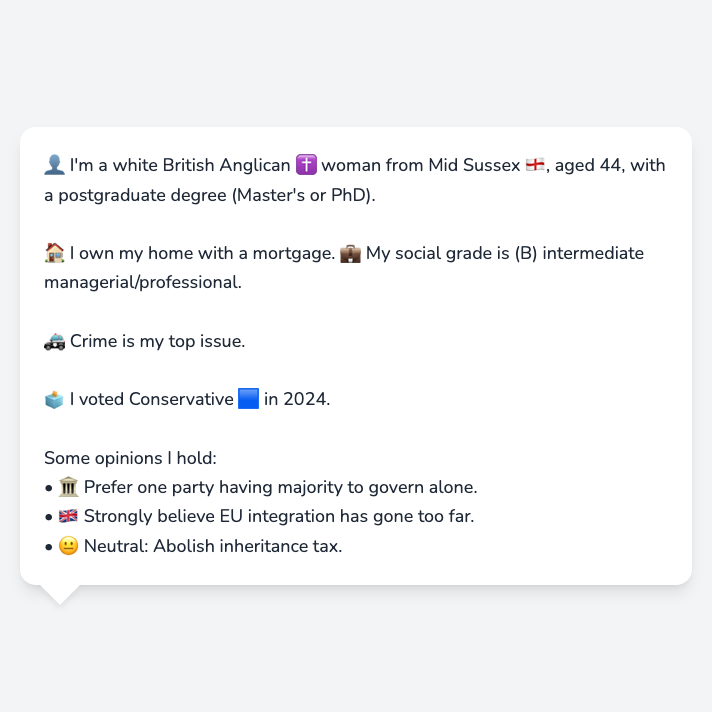 👤 I'm a white British Anglican ✝️ woman from Mid Sussex 🏴󠁧󠁢󠁥󠁮󠁧󠁿, aged 44, with
a postgraduate degree (Master's or PhD).
🏠 I own my home with a mortgage. 💼 My social grade is (B) intermediate
managerial/professional.
🚓 Crime is my top issue.
🗳️ I voted Conservative 🟦 in 2024.
Some opinions I hold:
• 🏛️ Prefer one party having majority to govern alone.
• 🇬🇧 Strongly believe EU integration has gone too far.
• 😐 Neutral: Abolish inheritance tax.